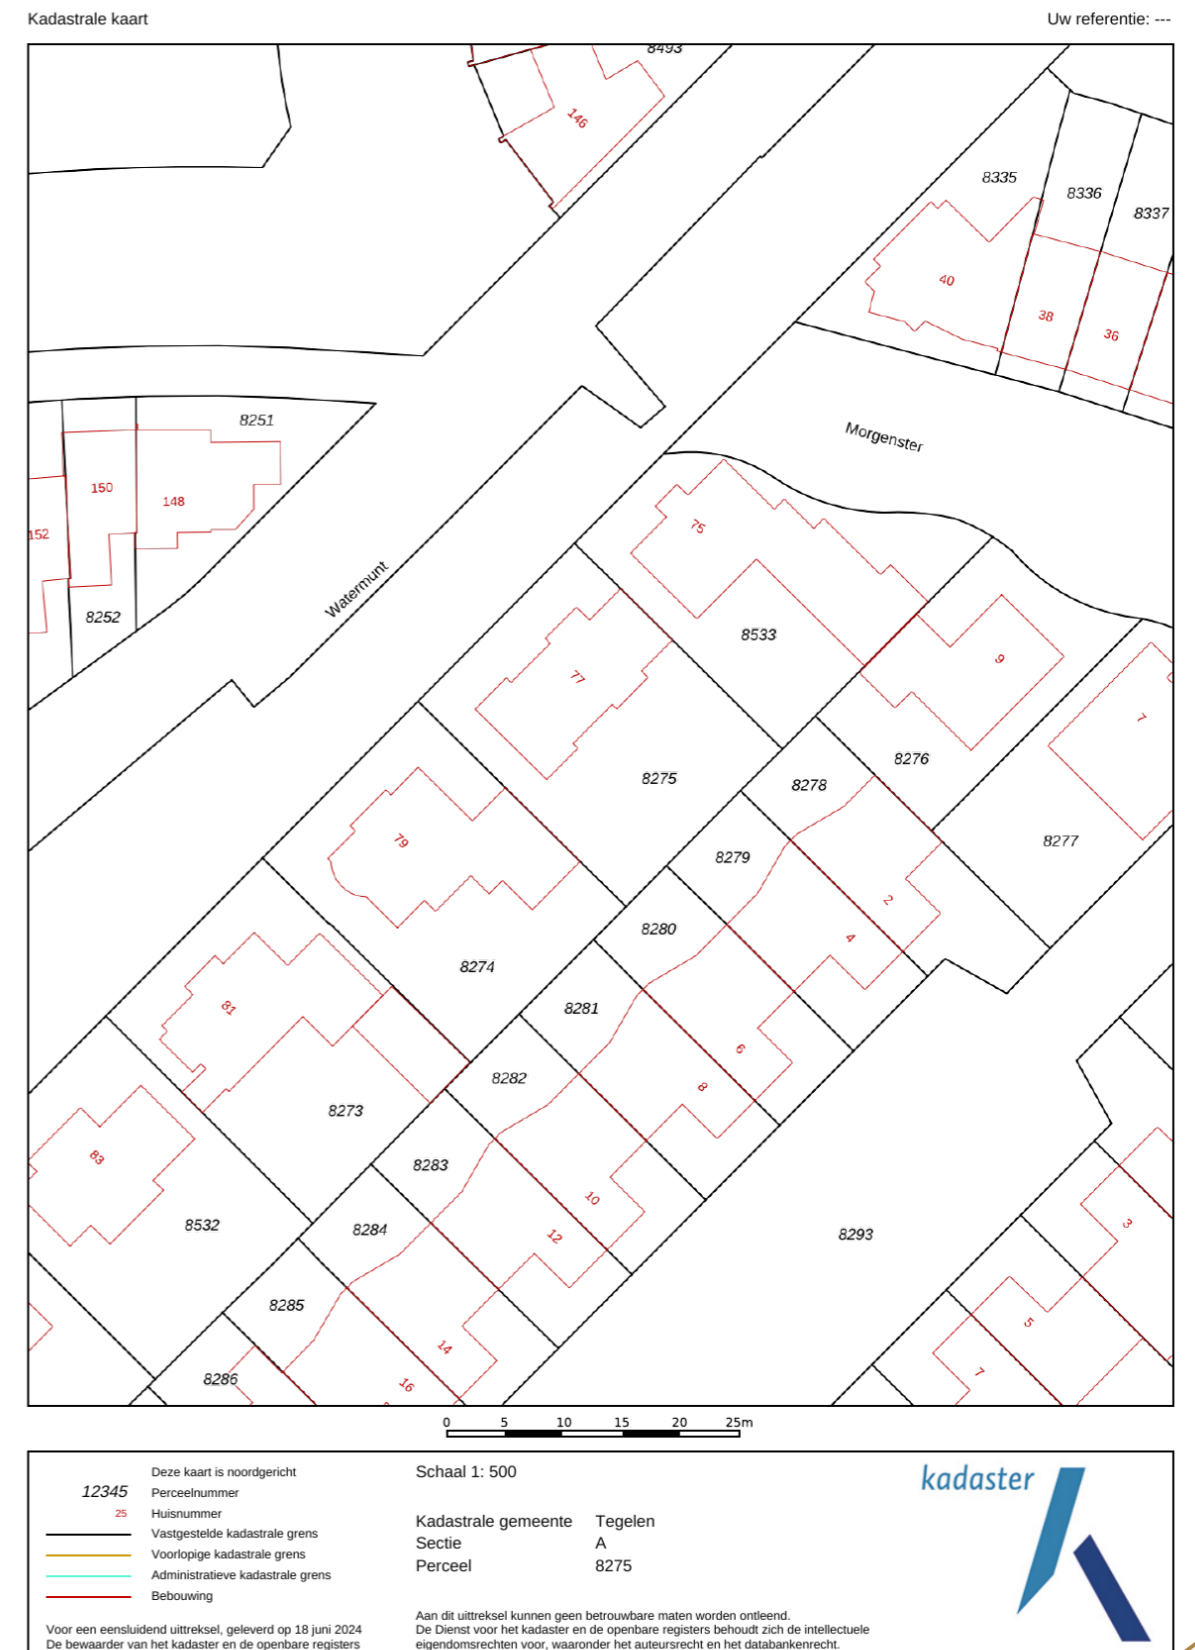 Kadastrale kaart
Uw referentie: ---
8493
146
8335
8336
8337
40
38
36
8251
150
148
152
8252
Morgenster
Watermunt
75
8533
9
77
7
8275
8276
8278
8277
79
8279
2
4
8280
8274
81
8281
6
8282
8
8273
83
8283
10
8532
8284
12
8293
3
8285
14
5
8286
16
7
0 5 10 15 20 25m
Deze kaart is noordgericht
12345 Perceelnummer
25 Huisnummer
Vastgestelde kadastrale grens
Voorlopige kadastrale grens
Administratieve kadastrale grens
Bebouwing
Voor een eensluidend uittreksel, geleverd op 18 juni 2024
De bewaarder van het kadaster en de openbare registers
Schaal 1: 500
Kadastrale gemeente Tegelen
Sectie A
Perceel 8275
Aan dit uittreksel kunnen geen betrouwbare maten worden ontleend.
De Dienst voor het kadaster en de openbare registers behoudt zich de intellectuele
eigendomsrechten voor, waaronder het auteursrecht en het databankenrecht.
kadaster